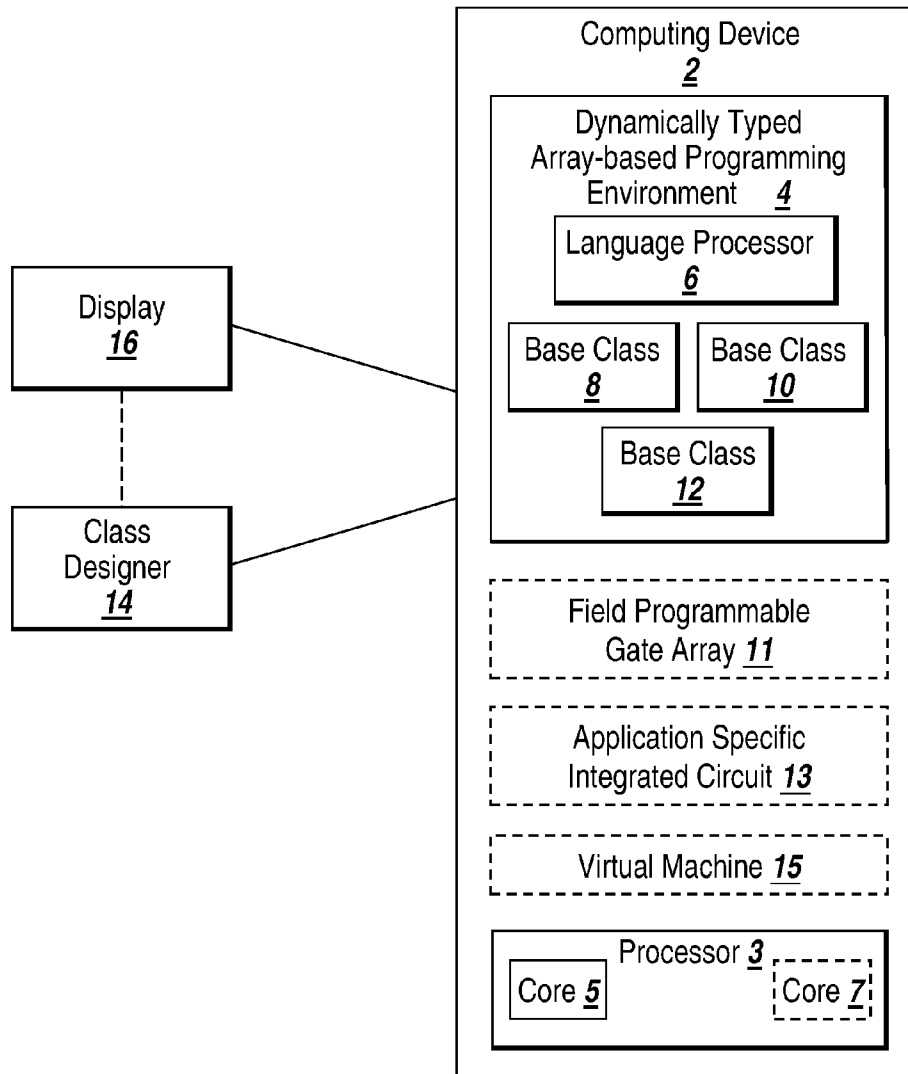 Computing Device
2
Dynamically Typed
Array-based Programming
Environment 4
Language Processor
6
Base Class
8
Base Class
10
Base Class
12
Display
16
Class
Designer
14
Field Programmable
Gate Array 11
Application Specific
Integrated Circuit 13
Virtual Machine 15
Processor 3
Core 5
Core 7